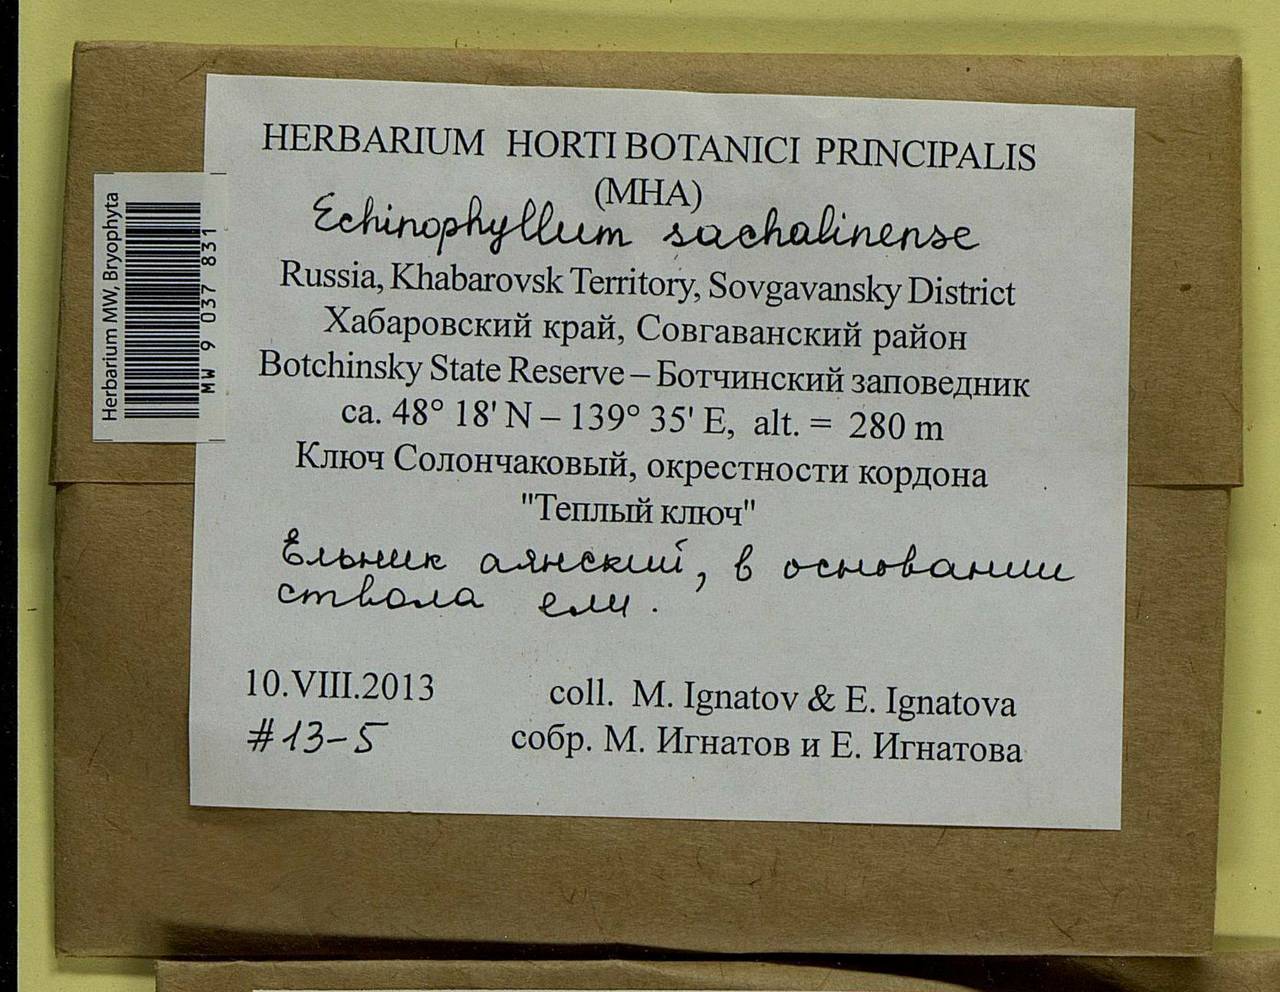 HERBARIUM HORTI BOTANICI PRINCIPALIS
(MHA)
Echinophyllum sachalinense
Russia, Khabarovsk Territory, Sovgavansky District
Хабаровский край, Совгаванский район
Botchinsky State Reserve – Ботчинский заповедник
ca. 48° 18' N – 139° 35' E, alt. = 280 m
Ключ Солончаковый, окрестности кордона
"Теплый ключ"
Ельник аянский, в основании
ствола ели.
10.VIII.2013
#13-5
coll. M. Ignatov & E. Ignatova
собр. М. Игнатов и Е. Игнатова
Herbarium MW, Bryophyta
MW 9 037 831